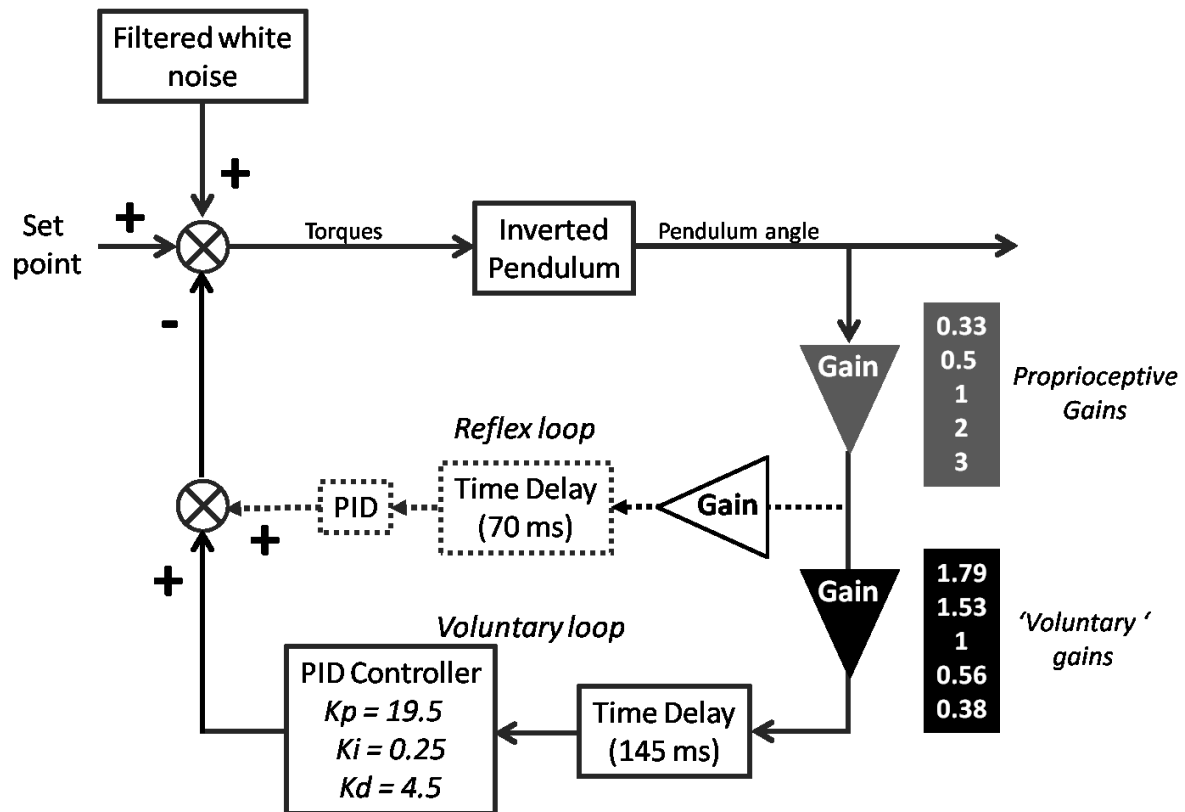 Filtered white
noise
+
+
Set
point
Torques
Inverted
Pendulum
Pendulum angle
-
Gain
0.33
0.5
1
2
3
Proprioceptive
Gains
Reflex loop
PID
Time Delay
(70 ms)
Gain
+
+
Gain
1.79
1.53
1
0.56
0.38
‘Voluntary ‘
gains
Voluntary loop
PID Controller
Kp = 19.5
Ki = 0.25
Kd = 4.5
Time Delay
(145 ms)